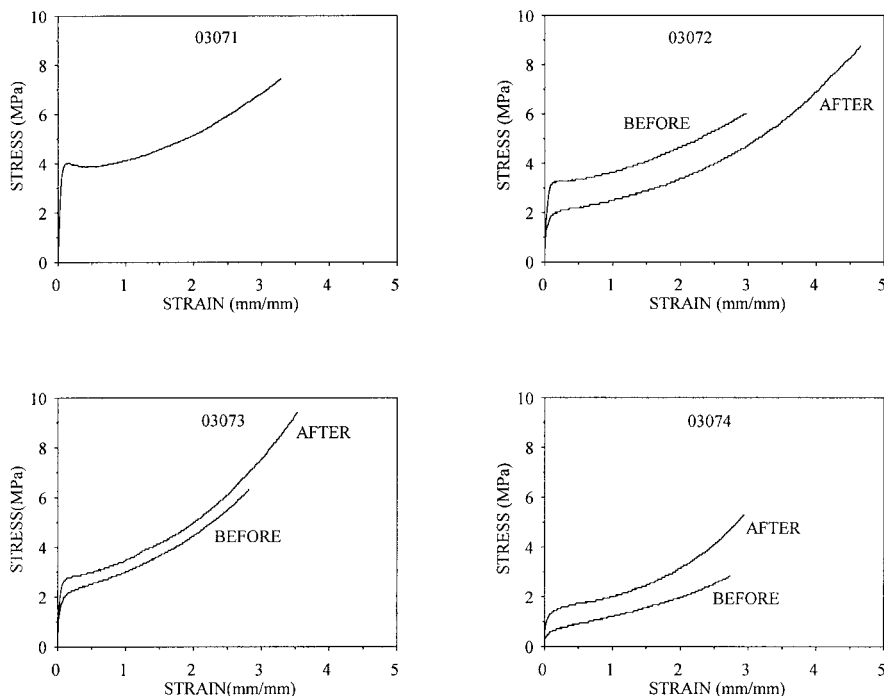 03071
STRESS (MPa)
10
8
6
4
2
0
0 1 2 3 4 5
STRAIN (mm/mm)
03072
STRESS (MPa)
10
8
6
4
2
0
BEFORE
AFTER
0 1 2 3 4 5
STRAIN (mm/mm)
03073
STRESS(MPa)
10
8
6
4
2
0
AFTER
BEFORE
0 1 2 3 4 5
STRAIN(mm/mm)
03074
STRESS (MPa)
10
8
6
4
2
0
AFTER
BEFORE
0 1 2 3 4 5
STRAIN (mm/mm)